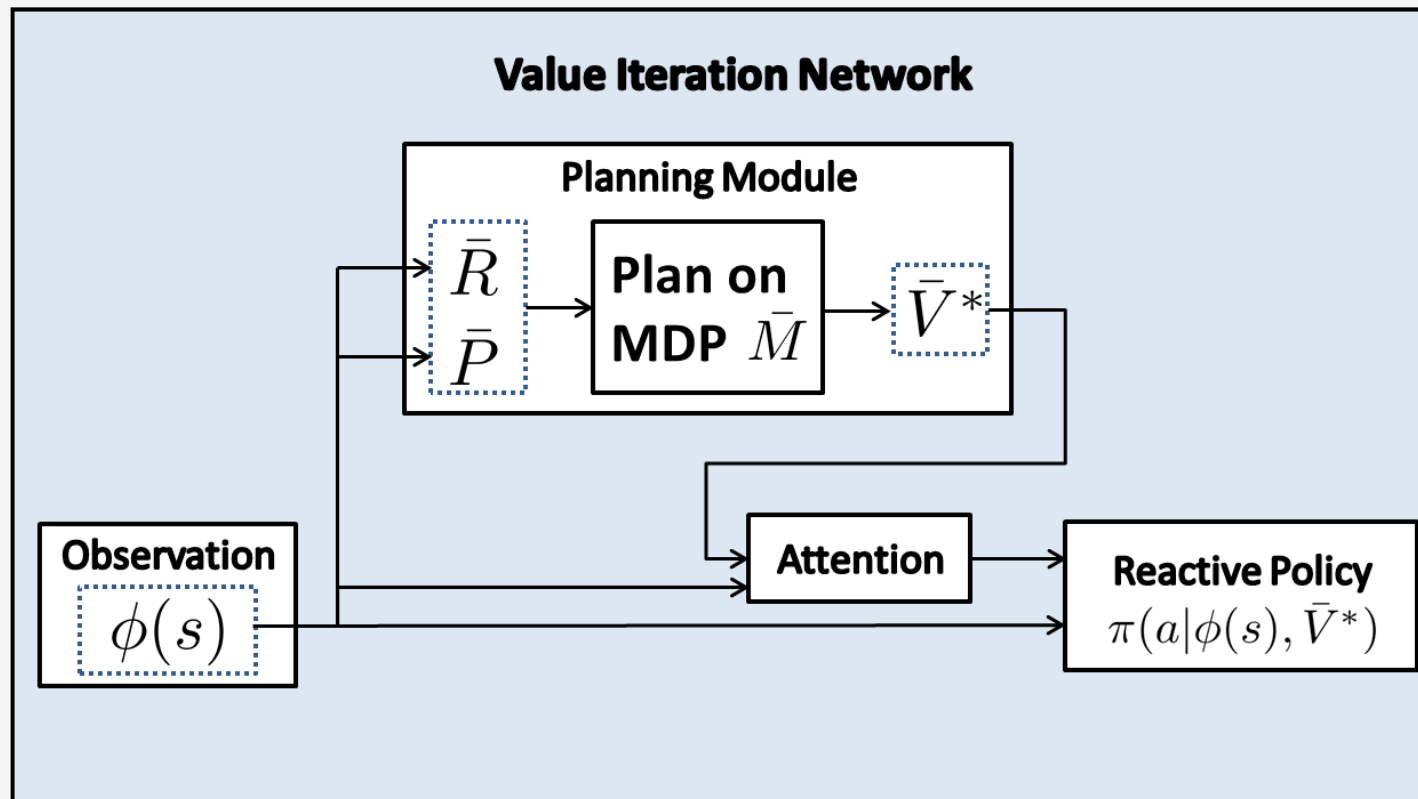 Value Iteration Network
Planning Module
R̄
P̄
Plan on
MDP M̄
V̄*
Observation
ϕ(s)
Attention
Reactive Policy
π(a|ϕ(s), V̄*)